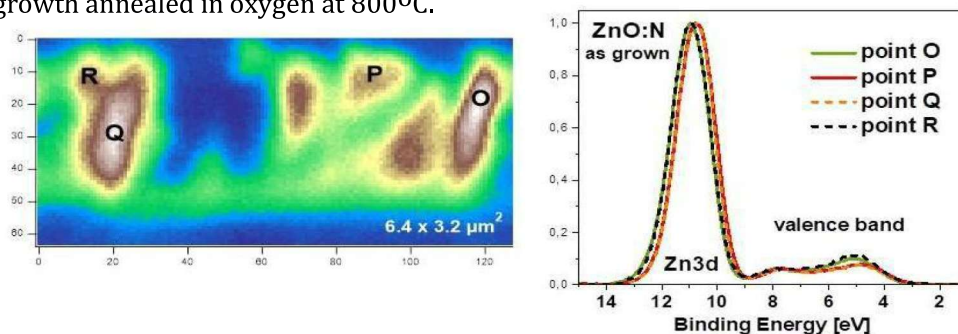 growth annealed in oxygen at 800ºC.
0
10
20
30
40
50
60
R
P
O
Q
6.4 x 3.2 µm²
0 20 40 60 80 100 120
1,0
0,8
0,6
0,4
0,2
0,0
ZnO:N
as grown
point O
point P
point Q
point R
valence band
Zn3d
14 12 10 8 6 4 2
Binding Energy [eV]